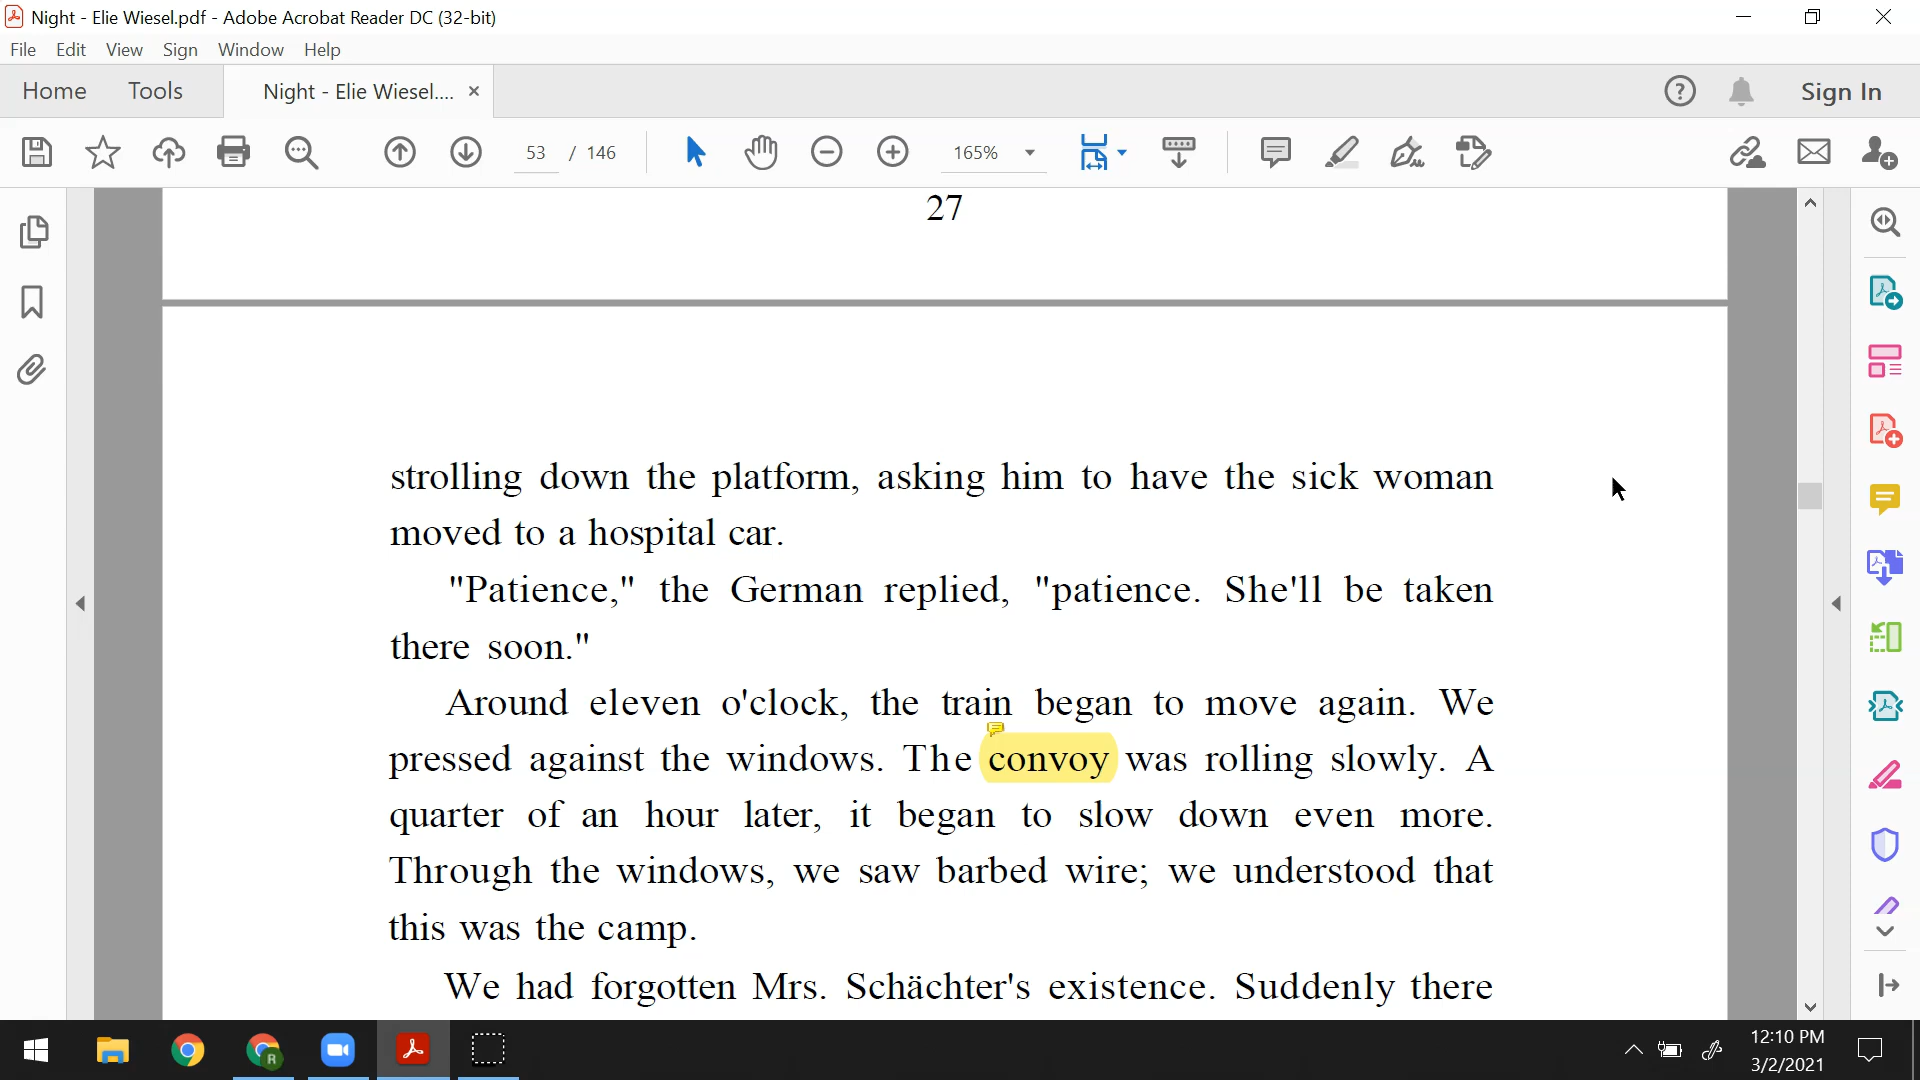 Night - Elie Wiesel.pdf - Adobe Acrobat Reader DC (32-bit)
File Edit View Sign Window Help
Home Tools Night - Elie Wiesel.... × Sign In
53 / 146 165%
27
strolling down the platform, asking him to have the sick woman
moved to a hospital car.
"Patience," the German replied, "patience. She'll be taken
there soon."
Around eleven o'clock, the train began to move again. We
pressed against the windows. The convoy was rolling slowly. A
quarter of an hour later, it began to slow down even more.
Through the windows, we saw barbed wire; we understood that
this was the camp.
We had forgotten Mrs. Schächter's existence. Suddenly there
R
12:10 PM
3/2/2021